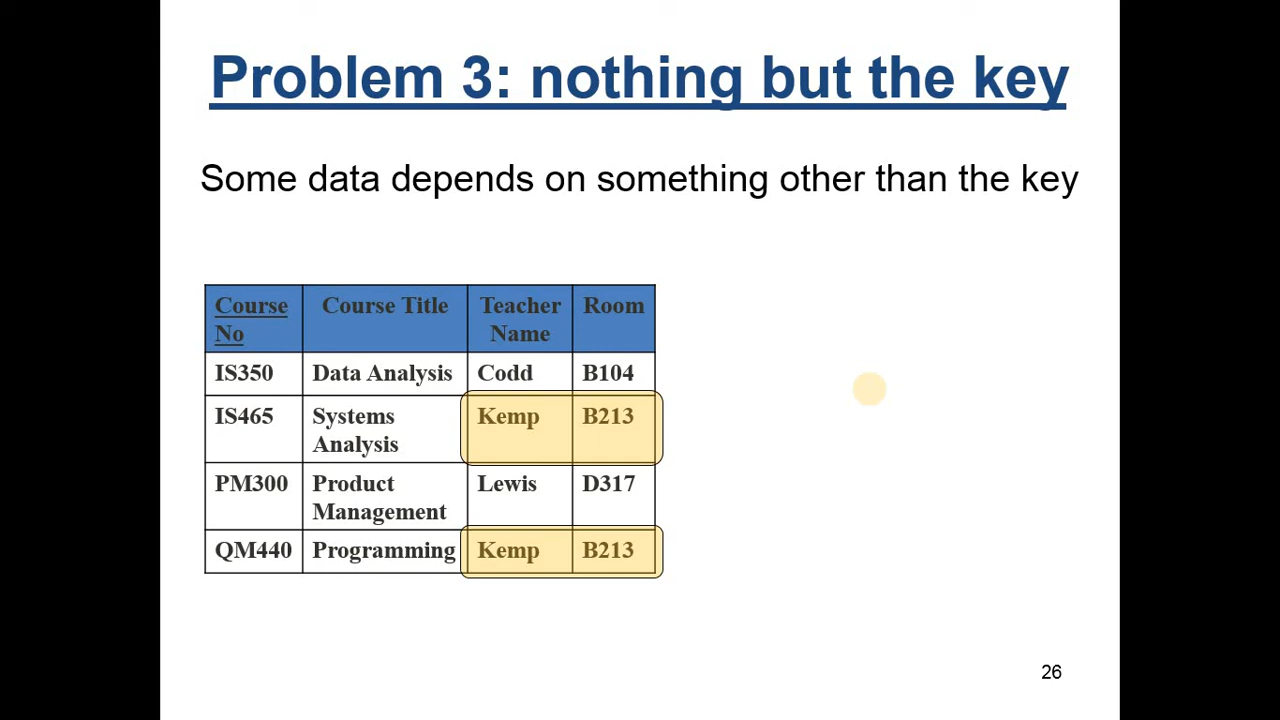 Problem 3: nothing but the key
Some data depends on something other than the key
Course Course Title Teacher Room
No Name
IS350 Data Analysis Codd B104
IS465 Systems Kemp B213
Analysis
PM300 Product Lewis D317
Management
QM440 Programming Kemp B213
26